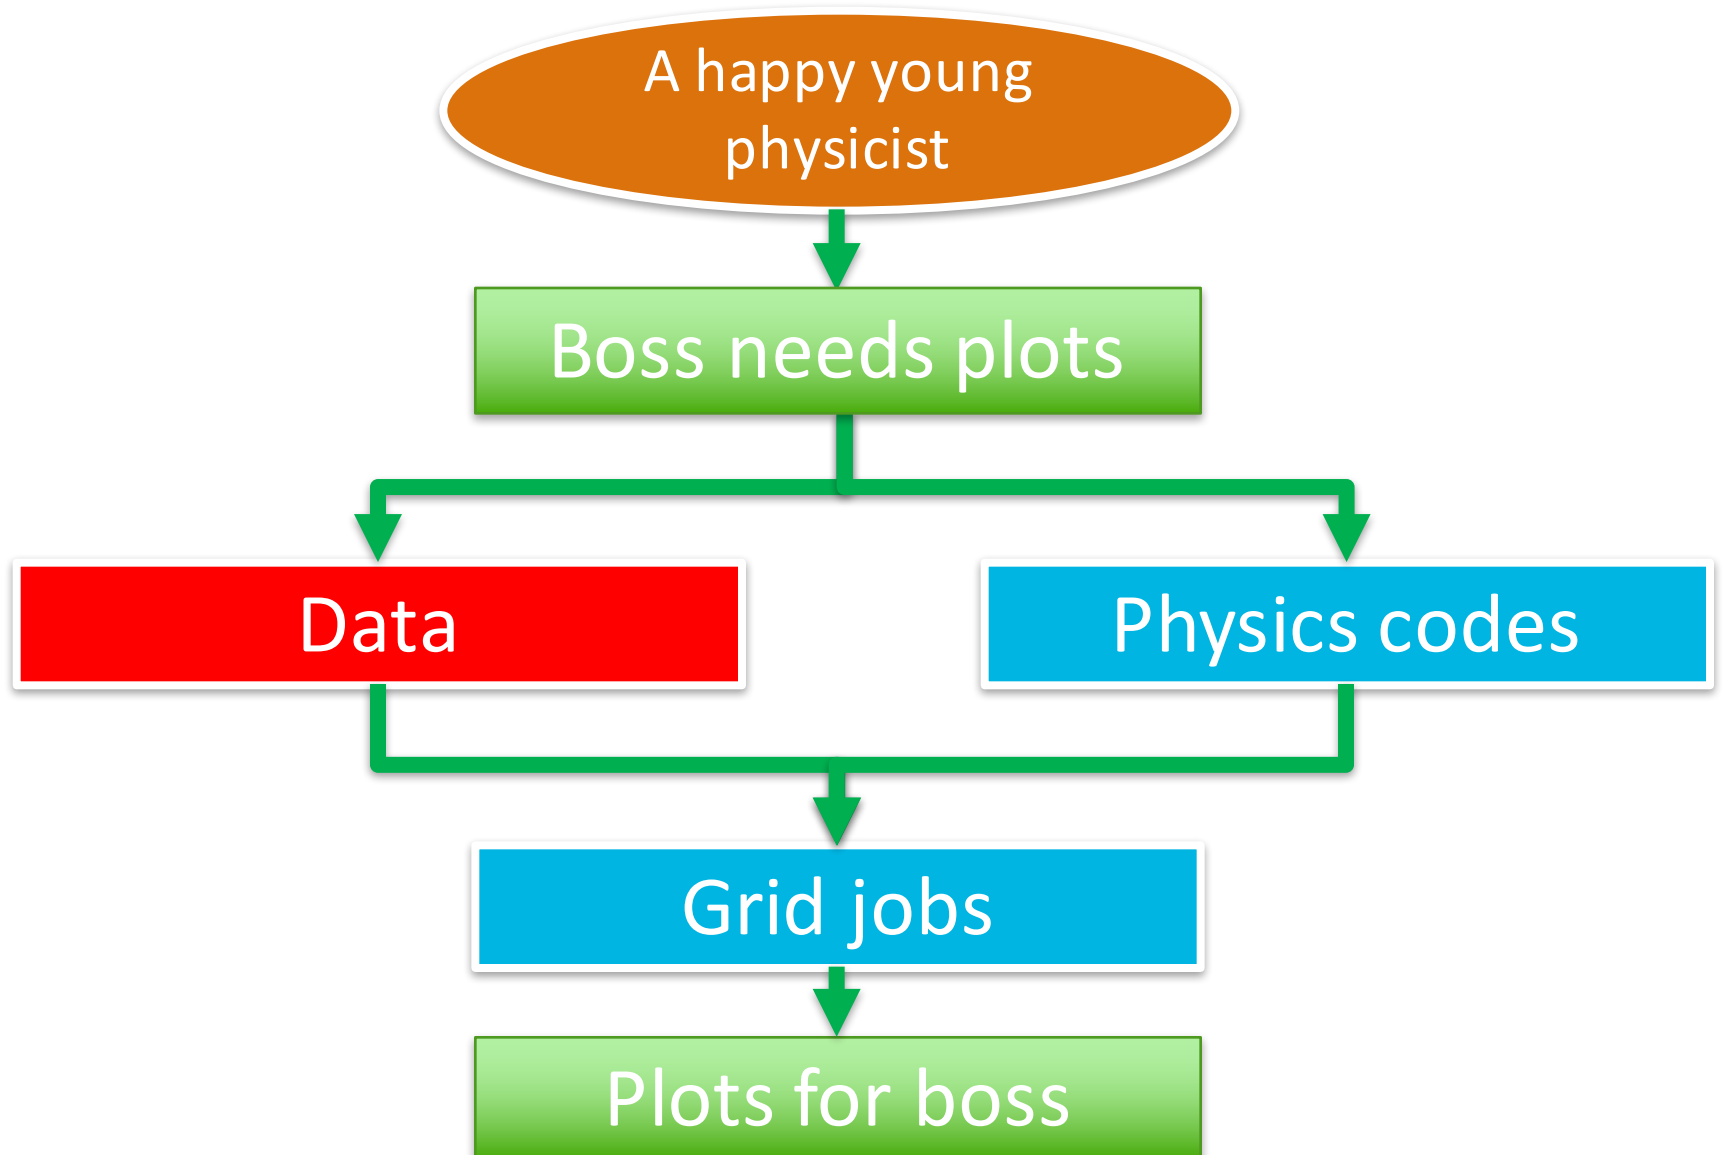 A happy young
physicist
Boss needs plots
Data
Physics codes
Grid jobs
Plots for boss